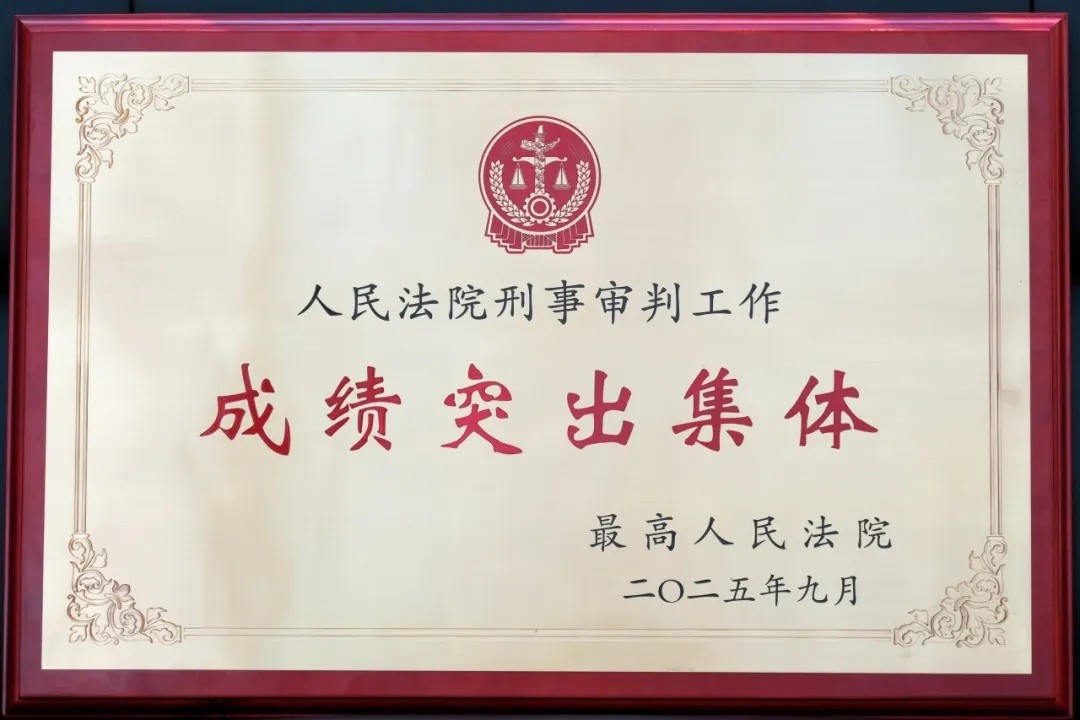 人民法院刑事审判工作
成绩突出集体
最高人民法院
二〇二五年九月